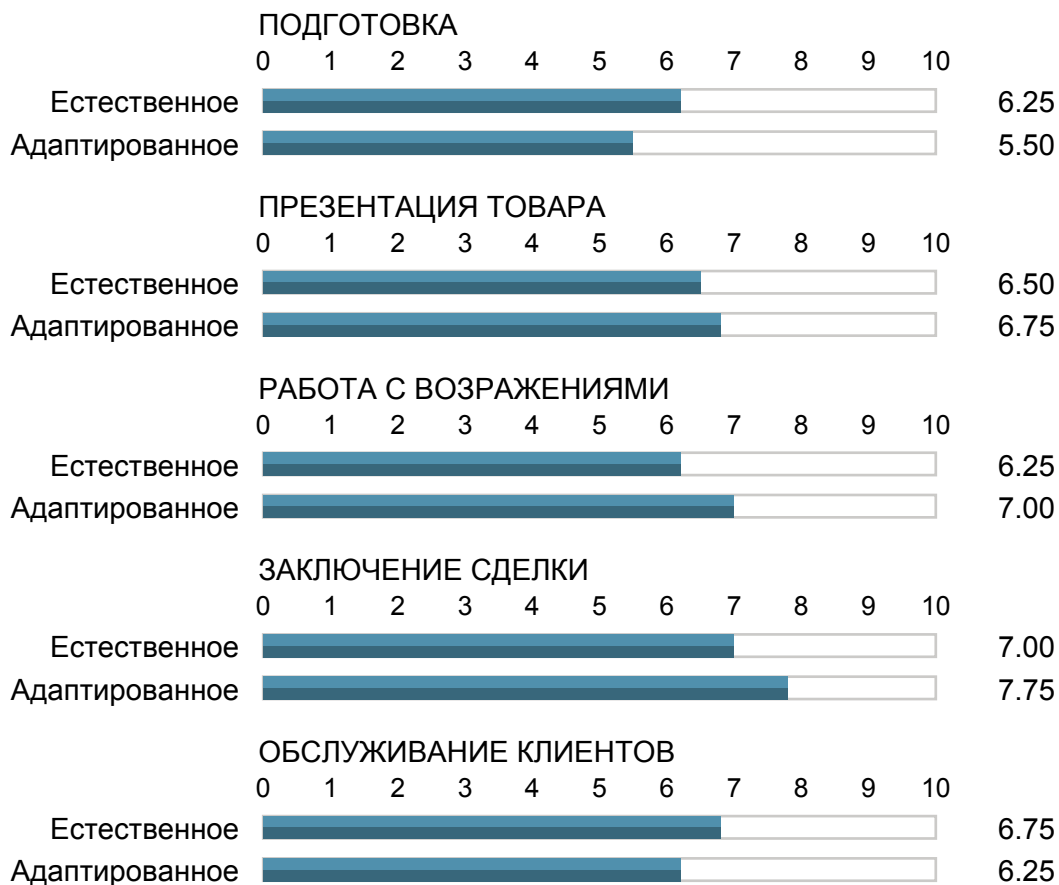 ПОДГОТОВКА
0 1 2 3 4 5 6 7 8 9 10
Естественное 6.25
Адаптированное 5.50
ПРЕЗЕНТАЦИЯ ТОВАРА
0 1 2 3 4 5 6 7 8 9 10
Естественное 6.50
Адаптированное 6.75
РАБОТА С ВОЗРАЖЕНИЯМИ
0 1 2 3 4 5 6 7 8 9 10
Естественное 6.25
Адаптированное 7.00
ЗАКЛЮЧЕНИЕ СДЕЛКИ
0 1 2 3 4 5 6 7 8 9 10
Естественное 7.00
Адаптированное 7.75
ОБСЛУЖИВАНИЕ КЛИЕНТОВ
0 1 2 3 4 5 6 7 8 9 10
Естественное 6.75
Адаптированное 6.25